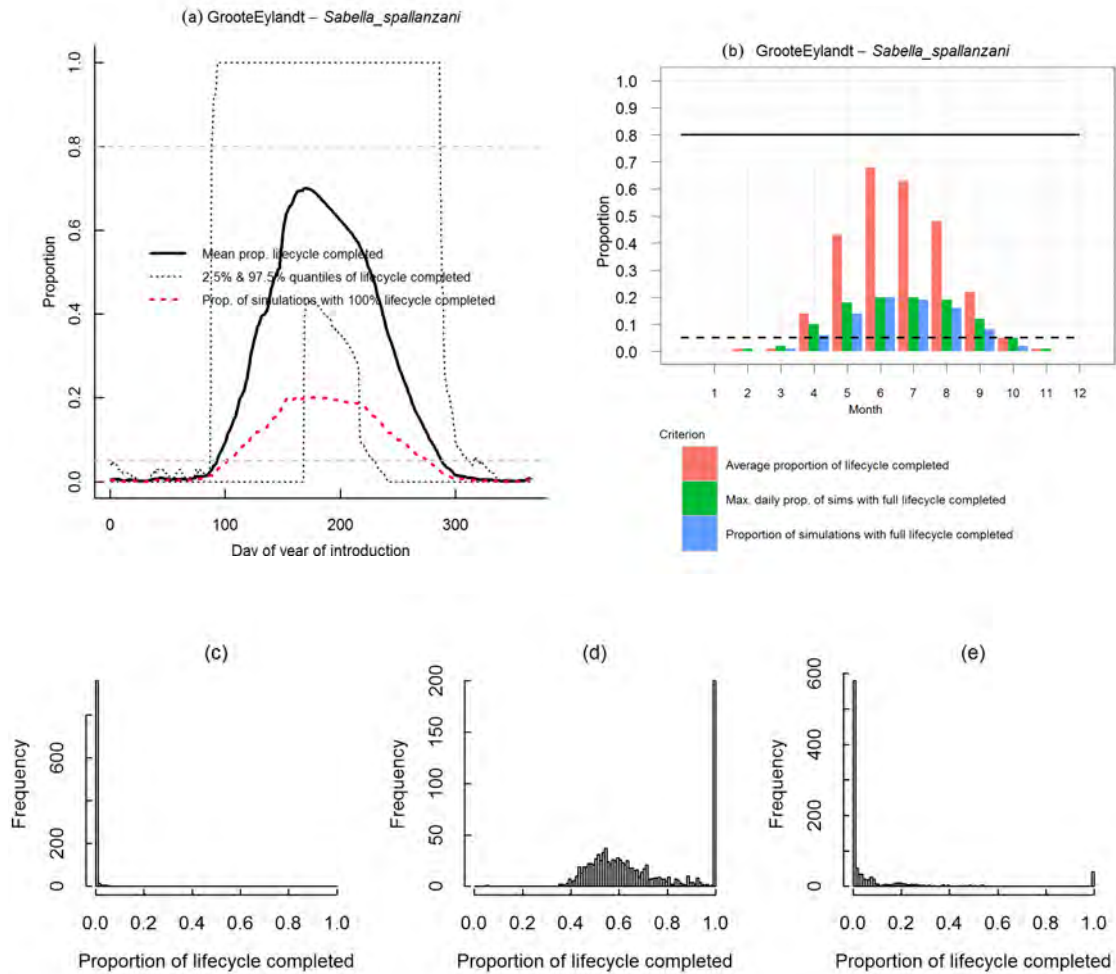 (a) GrooteEylandt – Sabella_spallanzani
Proportion
0.0 0.2 0.4 0.6 0.8 1.0
Mean prop. lifecycle completed
2.5% & 97.5% quantiles of lifecycle completed
Prop. of simulations with 100% lifecycle completed
0 100 200 300
Day of year of introduction
(b) GrooteEylandt – Sabella_spallanzani
Proportion
1.0
0.9
0.8
0.7
0.6
0.5
0.4
0.3
0.2
0.1
0.0
1 2 3 4 5 6 7 8 9 10 11 12
Month
Criterion
Average proportion of lifecycle completed
Max. daily prop. of sims with full lifecycle completed
Proportion of simulations with full lifecycle completed
(c)
Frequency
0 200 600
0.0 0.2 0.4 0.6 0.8 1.0
Proportion of lifecycle completed
(d)
Frequency
0 50 100 150 200
0.0 0.2 0.4 0.6 0.8 1.0
Proportion of lifecycle completed
(e)
Frequency
0 200 400 600
0.0 0.2 0.4 0.6 0.8 1.0
Proportion of lifecycle completed